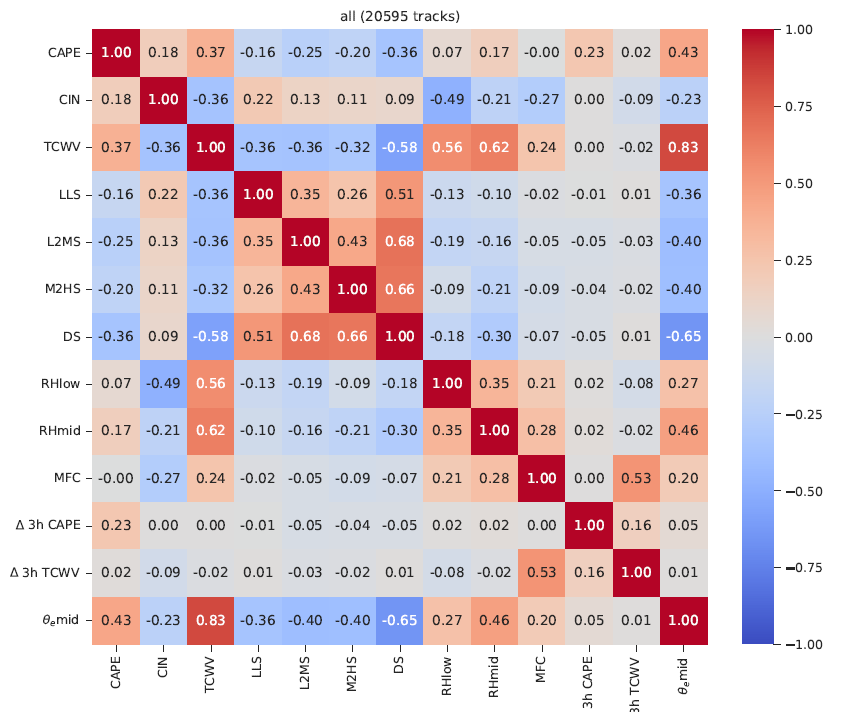 all (20595 tracks)
CAPE 1.00 0.18 0.37 -0.16 -0.25 -0.20 -0.36 0.07 0.17 -0.00 0.23 0.02 0.43
CIN 0.18 1.00 -0.36 0.22 0.13 0.11 0.09 -0.49 -0.21 -0.27 0.00 -0.09 -0.23
TCWV 0.37 -0.36 1.00 -0.36 -0.36 -0.32 -0.58 0.56 0.62 0.24 0.00 -0.02 0.83
LLS -0.16 0.22 -0.36 1.00 0.35 0.26 0.51 -0.13 -0.10 -0.02 -0.01 0.01 -0.36
L2MS -0.25 0.13 -0.36 0.35 1.00 0.43 0.68 -0.19 -0.16 -0.05 -0.05 -0.03 -0.40
M2HS -0.20 0.11 -0.32 0.26 0.43 1.00 0.66 -0.09 -0.21 -0.09 -0.04 -0.02 -0.40
DS -0.36 0.09 -0.58 0.51 0.68 0.66 1.00 -0.18 -0.30 -0.07 -0.05 0.01 -0.65
RHlow 0.07 -0.49 0.56 -0.13 -0.19 -0.09 -0.18 1.00 0.35 0.21 0.02 -0.08 0.27
RHmid 0.17 -0.21 0.62 -0.10 -0.16 -0.21 -0.30 0.35 1.00 0.28 0.02 -0.02 0.46
MFC -0.00 -0.27 0.24 -0.02 -0.05 -0.09 -0.07 0.21 0.28 1.00 0.00 0.53 0.20
Δ 3h CAPE 0.23 0.00 0.00 -0.01 -0.05 -0.04 -0.05 0.02 0.02 0.00 1.00 0.16 0.05
Δ 3h TCWV 0.02 -0.09 -0.02 0.01 -0.03 -0.02 0.01 -0.08 -0.02 0.53 0.16 1.00 0.01
θₑmid 0.43 -0.23 0.83 -0.36 -0.40 -0.40 -0.65 0.27 0.46 0.20 0.05 0.01 1.00
CAPE CIN TCWV LLS L2MS M2HS DS RHlow RHmid MFC 3h CAPE 3h TCWV θₑmid
1.00
0.75
0.50
0.25
0.00
−0.25
−0.50
−0.75
−1.00